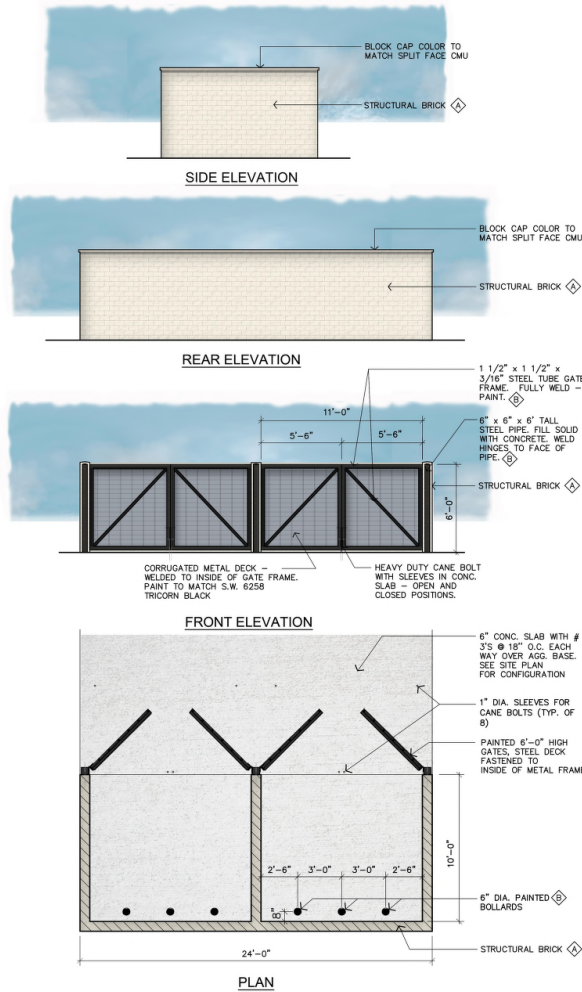 BLOCK CAP COLOR TO
MATCH SPLIT FACE CMU
STRUCTURAL BRICK A
SIDE ELEVATION
BLOCK CAP COLOR TO
MATCH SPLIT FACE CMU
STRUCTURAL BRICK A
REAR ELEVATION
1 1/2" x 1 1/2" x
3/16" STEEL TUBE GATE
FRAME. FULLY WELD –
PAINT. B
11'-0"
5'-6" 5'-6"
6" x 6" x 6' TALL
STEEL PIPE. FILL SOLID
WITH CONCRETE. WELD
HINGES TO FACE OF
PIPE. B
STRUCTURAL BRICK A
6'-0"
CORRUGATED METAL DECK –
WELDED TO INSIDE OF GATE FRAME.
PAINT TO MATCH S.W. 6258
TRICORN BLACK
HEAVY DUTY CANE BOLT
WITH SLEEVES IN CONC.
SLAB – OPEN AND
CLOSED POSITIONS.
FRONT ELEVATION
6" CONC. SLAB WITH #
3'S @ 18" O.C. EACH
WAY OVER AGG. BASE.
SEE SITE PLAN
FOR CONFIGURATION
1" DIA. SLEEVES FOR
CANE BOLTS (TYP. OF
8)
PAINTED 6'-0" HIGH
GATES, STEEL DECK
FASTENED TO
INSIDE OF METAL FRAME
10'-0"
2'-6" 3'-0" 3'-0" 2'-6"
8"
6" DIA. PAINTED B
BOLLARDS
STRUCTURAL BRICK A
24'-0"
PLAN